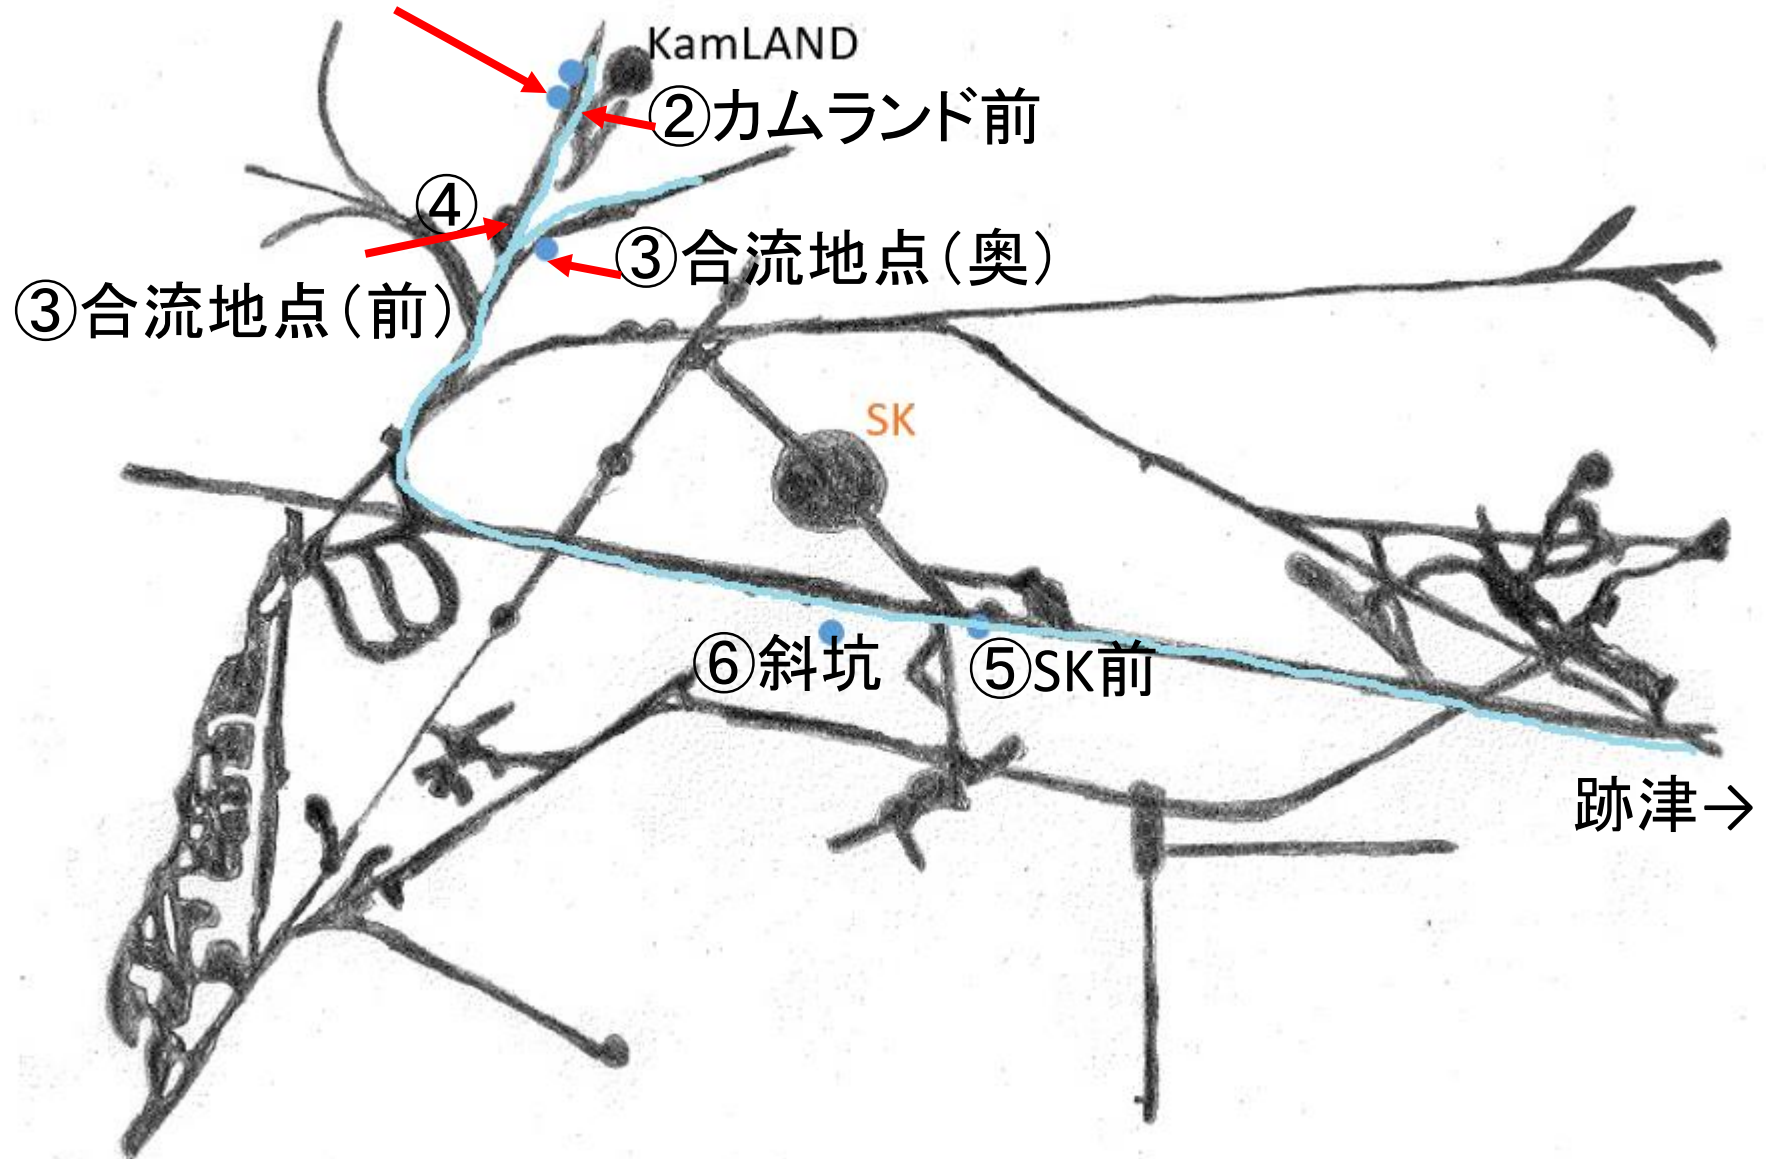 KamLAND
②カムランド前
④
③合流地点(奥)
③合流地点(前)
SK
⑥斜坑
⑤SK前
跡津→